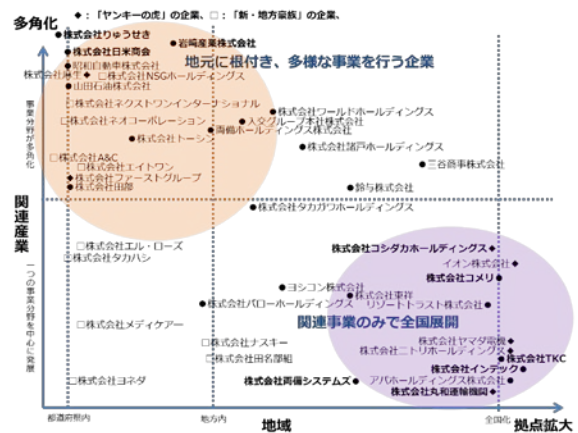 ◆：「ヤンキーの虎」の企業、□：「新・地方豪族」の企業、
多角化
●株式会社りゅうせき
●岩崎産業株式会社
●株式会社日米商会
地元に根付き、多様な事業を行う企業
●昭和自動車株式会社
株式会社麻生◆
□株式会社NSGホールディングス
●山田石油株式会社
□株式会社ネクストワンインターナショナル
●株式会社ワールドホールディングス
□株式会社ネオコーポレーション
●入交グループ本社株式会社
●両備ホールディングス株式会社
●株式会社トーシン
●株式会社諸戸ホールディングス
□株式会社A&C
□株式会社エイトワン
●三谷商事株式会社
◆株式会社ファーストグループ
●株式会社田部
●鈴与株式会社
事業分野が多角化
関連産業
●株式会社タカガワホールディングス
□株式会社エル・ローズ
株式会社コシダカホールディングス◆
□株式会社タカハシ
イオン株式会社◆
株式会社コメリ●
●ヨシコン株式会社
●株式会社東祥
●株式会社バローホールディングス
リゾートトラスト株式会社●
□株式会社メディケアー
関連事業のみで全国展開
一つの事業分野を中心に発展
□株式会社ナスキー
株式会社ヤマダ電機◆
株式会社ニトリホールディングス◆
□株式会社田名部組
●株式会社TKC
株式会社インテック●
□株式会社ヨネダ
株式会社両備システムズ●
アパホールディングス株式会社●
株式会社丸和運輸機関◆
都道府県内
地方内
地域
全国化
拠点拡大